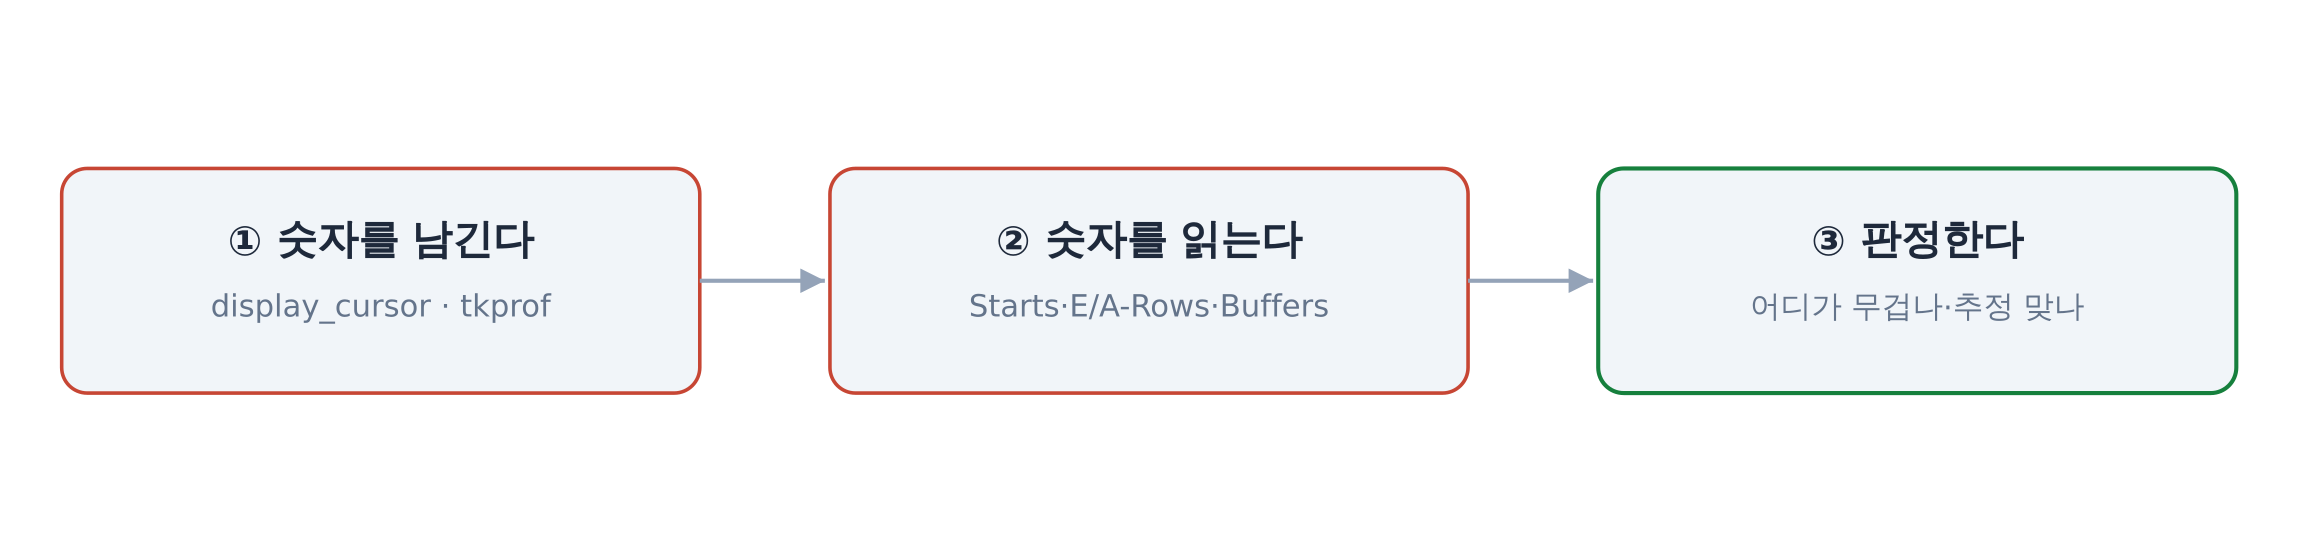 ① 숫자를 남긴다
display_cursor · tkprof
② 숫자를 읽는다
Starts·E/A-Rows·Buffers
③ 판정한다
어디가 무겁나·추정 맞나